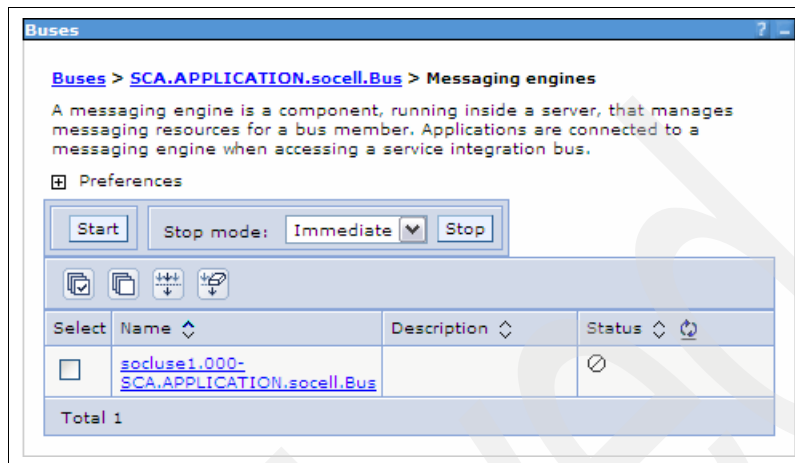 Buses ? –
Buses > SCA.APPLICATION.socell.Bus > Messaging engines
A messaging engine is a component, running inside a server, that manages
messaging resources for a bus member. Applications are connected to a
messaging engine when accessing a service integration bus.
Preferences
Start Stop mode: Immediate Stop
Select Name Description Status
socluse1.000-
SCA.APPLICATION.socell.Bus
Total 1